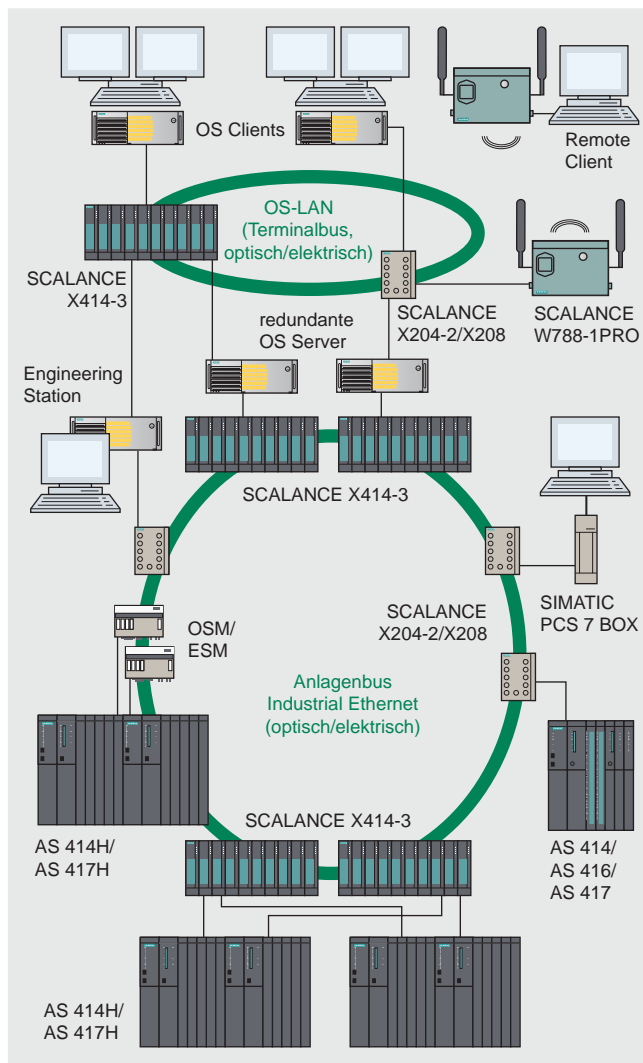 OS Clients
Remote
Client
OS-LAN
(Terminalbus,
optisch/elektrisch)
SCALANCE
X414-3
SCALANCE
X204-2/X208
SCALANCE
W788-1PRO
redundante
OS Server
Engineering
Station
SCALANCE X414-3
SIMATIC
PCS 7 BOX
SCALANCE
X204-2/X208
OSM/
ESM
Anlagenbus
Industrial Ethernet
(optisch/elektrisch)
SCALANCE X414-3
AS 414H/
AS 417H
AS 414/
AS 416/
AS 417
AS 414H/
AS 417H